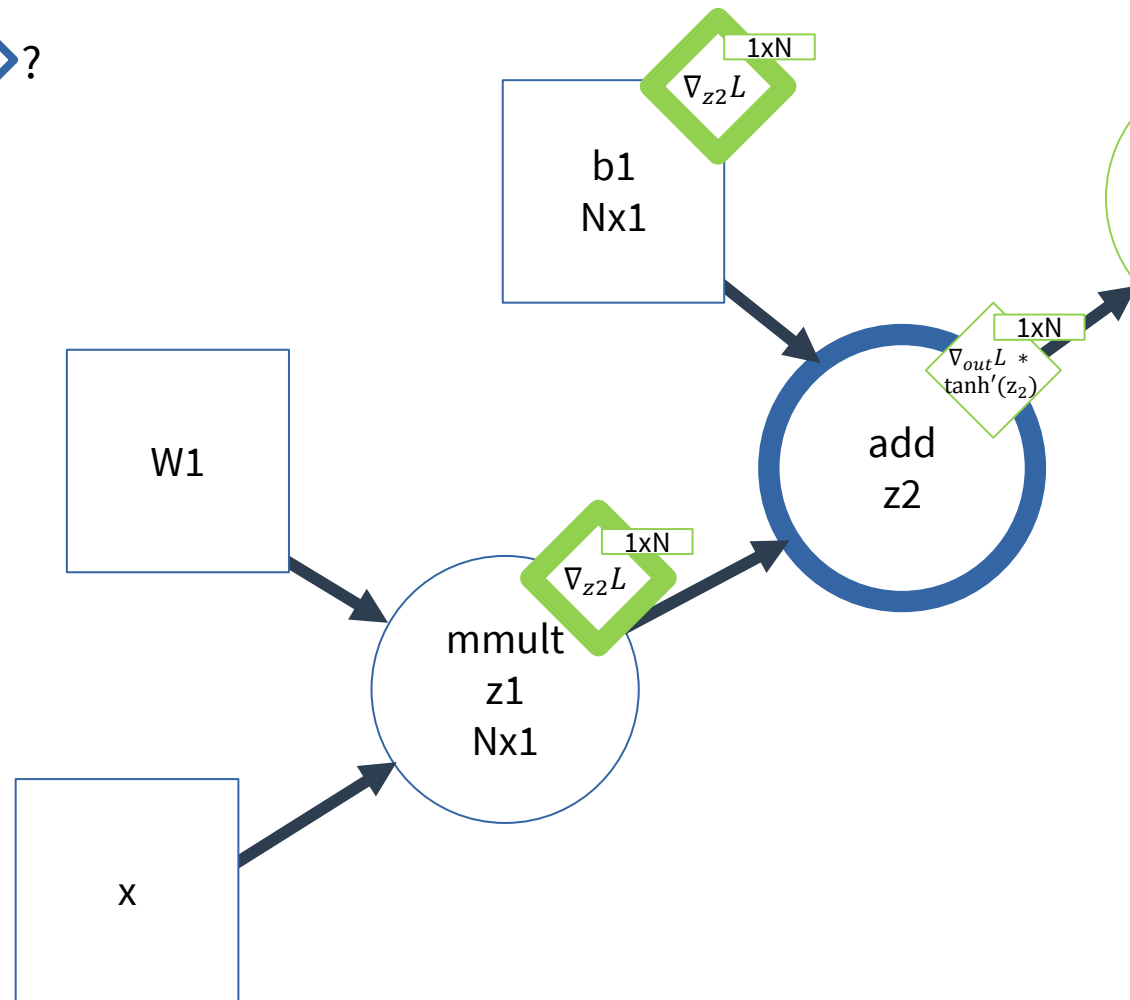 ?
1xN
∇z2L
b1
Nx1
1xN
∇outL *
tanh′(z2)
add
z2
W1
1xN
∇z2L
mmult
z1
Nx1
x